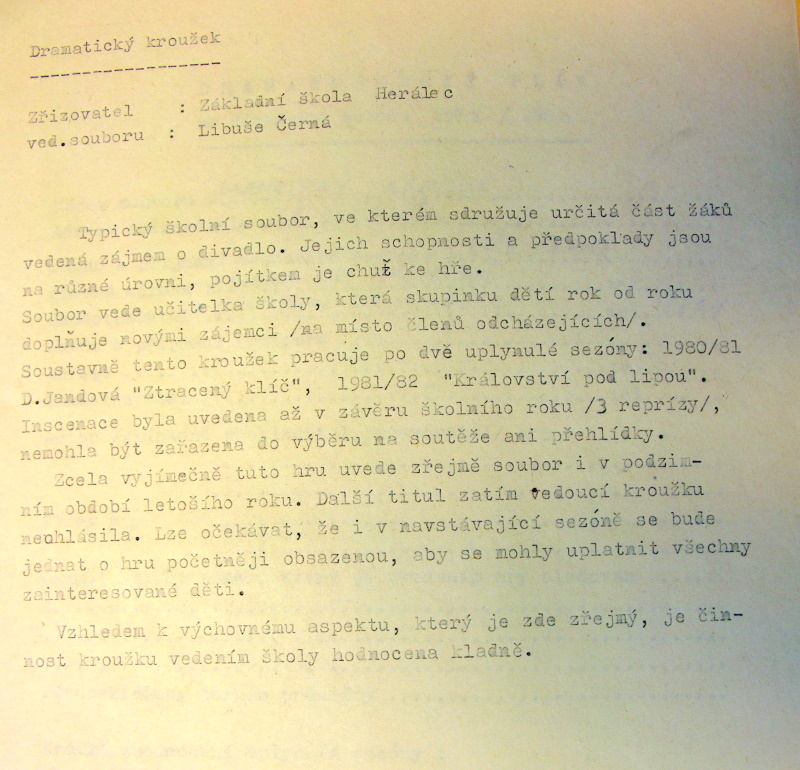 Dramatický kroužek
-------------------
Zřizovatel : Základní škola Herálec
ved.souboru : Libuše Černá
Typický školní soubor, ve kterém sdružuje určitá část žáků
vedená zájmem o divadlo. Jejich schopnosti a předpoklady jsou
na různé úrovni, pojítkem je chuž ke hře.
Soubor vede učitelka školy, která skupinku dětí rok od roku
doplňuje novými zájemci /na místo členů odcházejících/.
Soustavně tento kroužek pracuje po dvě uplynulé sezóny: 1980/81
D.Jandová "Ztracený klíč", 1981/82 "Království pod lipou".
Inscenace byla uvedena až v závěru školního roku /3 reprízy/,
nemohla být zařazena do výběru na soutěže ani přehlídky.
Zcela vyjímečně tuto hru uvede zřejmě soubor i v podzim-
ním období letošího roku. Další titul zatím vedoucí kroužku
neohlásila. Lze očekávat, že i v navstávající sezóně se bude
jednat o hru početněji obsazenou, aby se mohly uplatnit všechny
zainteresované děti.
Vzhledem k výchovnému aspektu, který je zde zřejmý, je čin-
nost kroužku vedením školy hodnocena kladně.